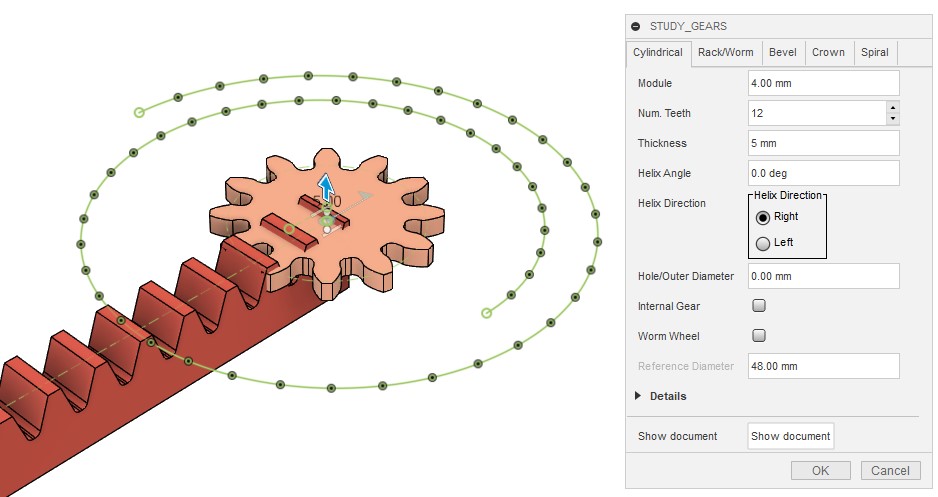 STUDY_GEARS
Cylindrical Rack/Worm Bevel Crown Spiral
Module 4.00 mm
Num. Teeth 12
Thickness 5 mm
Helix Angle 0.0 deg
Helix Direction
Helix Direction
Right
Left
Hole/Outer Diameter 0.00 mm
Internal Gear
Worm Wheel
Reference Diameter 48.00 mm
Details
Show document Show document
OK Cancel